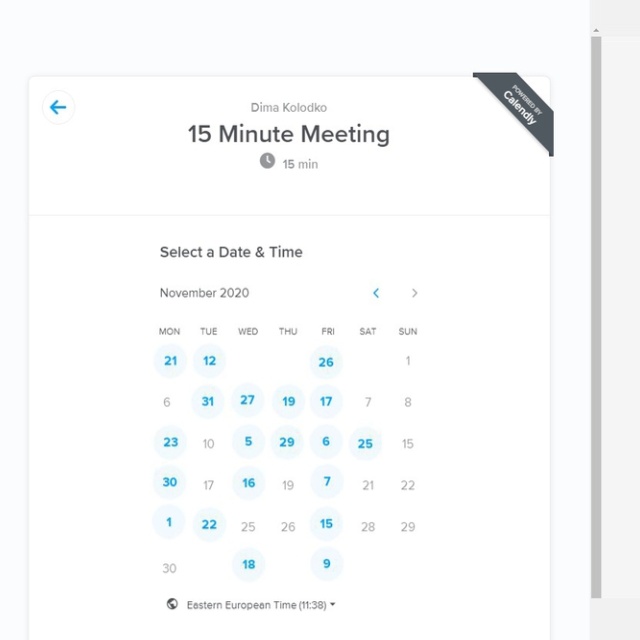 Dima Kolodko
POWERED BY
Calendly
15 Minute Meeting
15 min
Select a Date & Time
November 2020
MON TUE WED THU FRI SAT SUN
21 12 26 1
6 31 27 19 17 7 8
23 10 5 29 6 25 15
30 17 16 19 7 21 22
1 22 25 26 15 28 29
30 18 9
Eastern European Time (11:38)